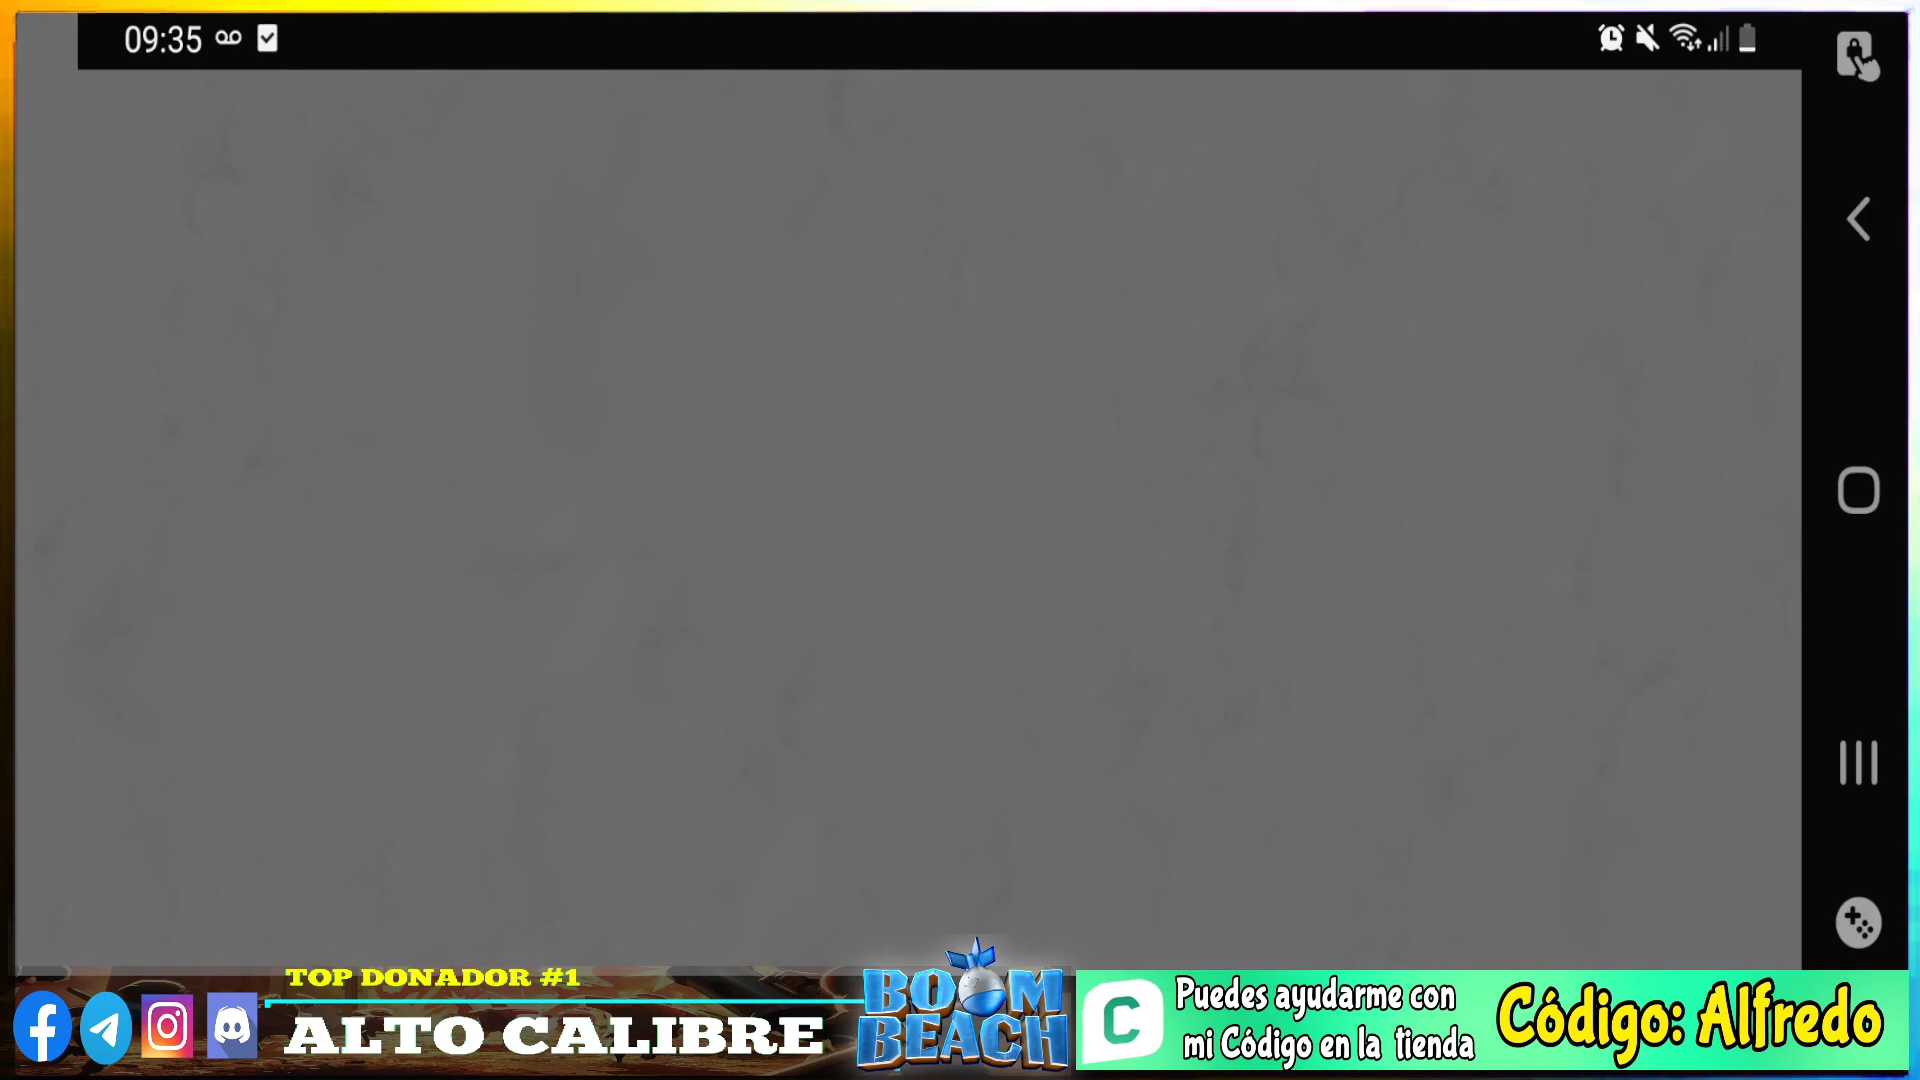 09:35
TOP DONADOR #1
ALTO CALIBRE
BOOM
BEACH
C
Puedes ayudarme con
mi Código en la tienda
Código: Alfredo